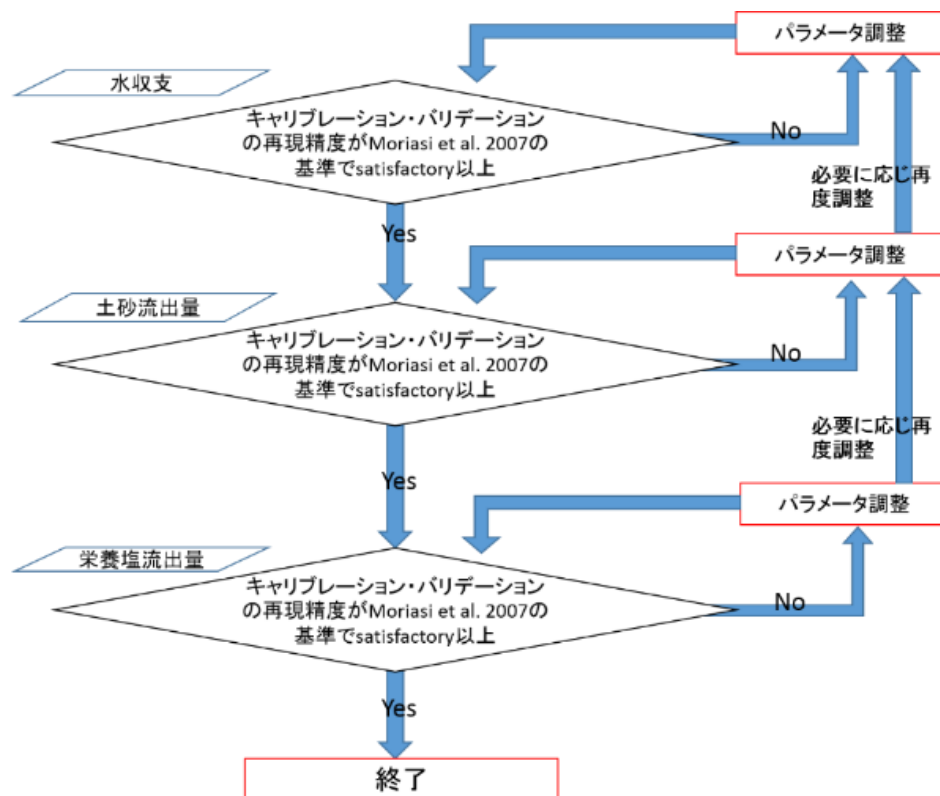 パラメータ調整
水収支
キャリブレーション・バリデーション
の再現精度がMoriasi et al. 2007の
基準でsatisfactory以上
No
必要に応じ再
度調整
Yes
パラメータ調整
土砂流出量
キャリブレーション・バリデーション
の再現精度がMoriasi et al. 2007の
基準でsatisfactory以上
No
必要に応じ再
度調整
Yes
パラメータ調整
栄養塩流出量
キャリブレーション・バリデーション
の再現精度がMoriasi et al. 2007の
基準でsatisfactory以上
No
Yes
終了